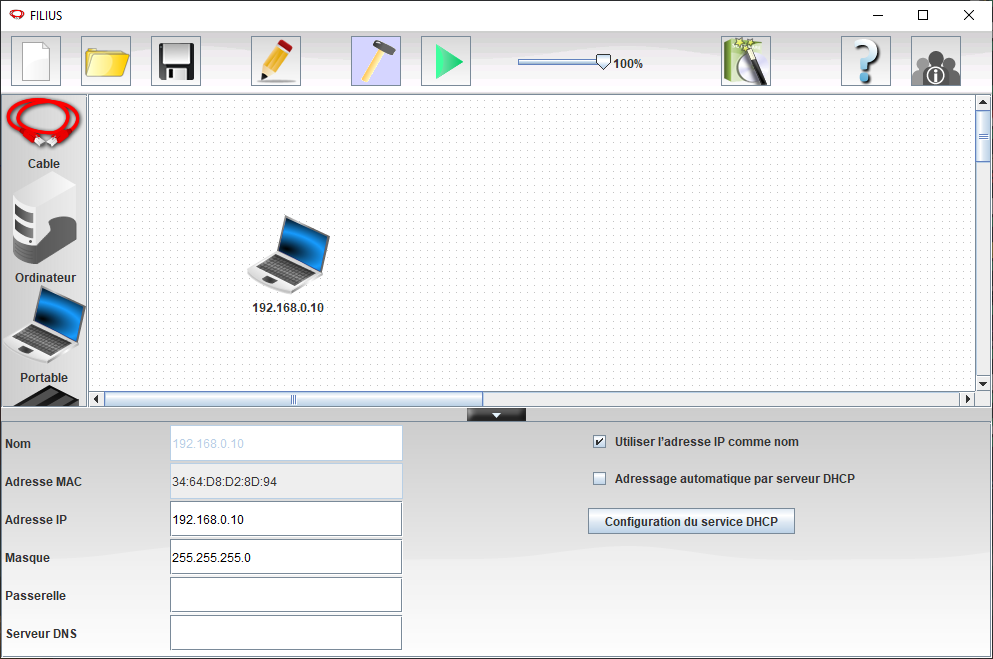 FILIUS
100%
Cable
Ordinateur
Portable
192.168.0.10
Nom
192.168.0.10
Adresse MAC
34:64:D8:D2:8D:94
Adresse IP
192.168.0.10
Masque
255.255.255.0
Passerelle
Serveur DNS
Utiliser l'adresse IP comme nom
Adressage automatique par serveur DHCP
Configuration du service DHCP